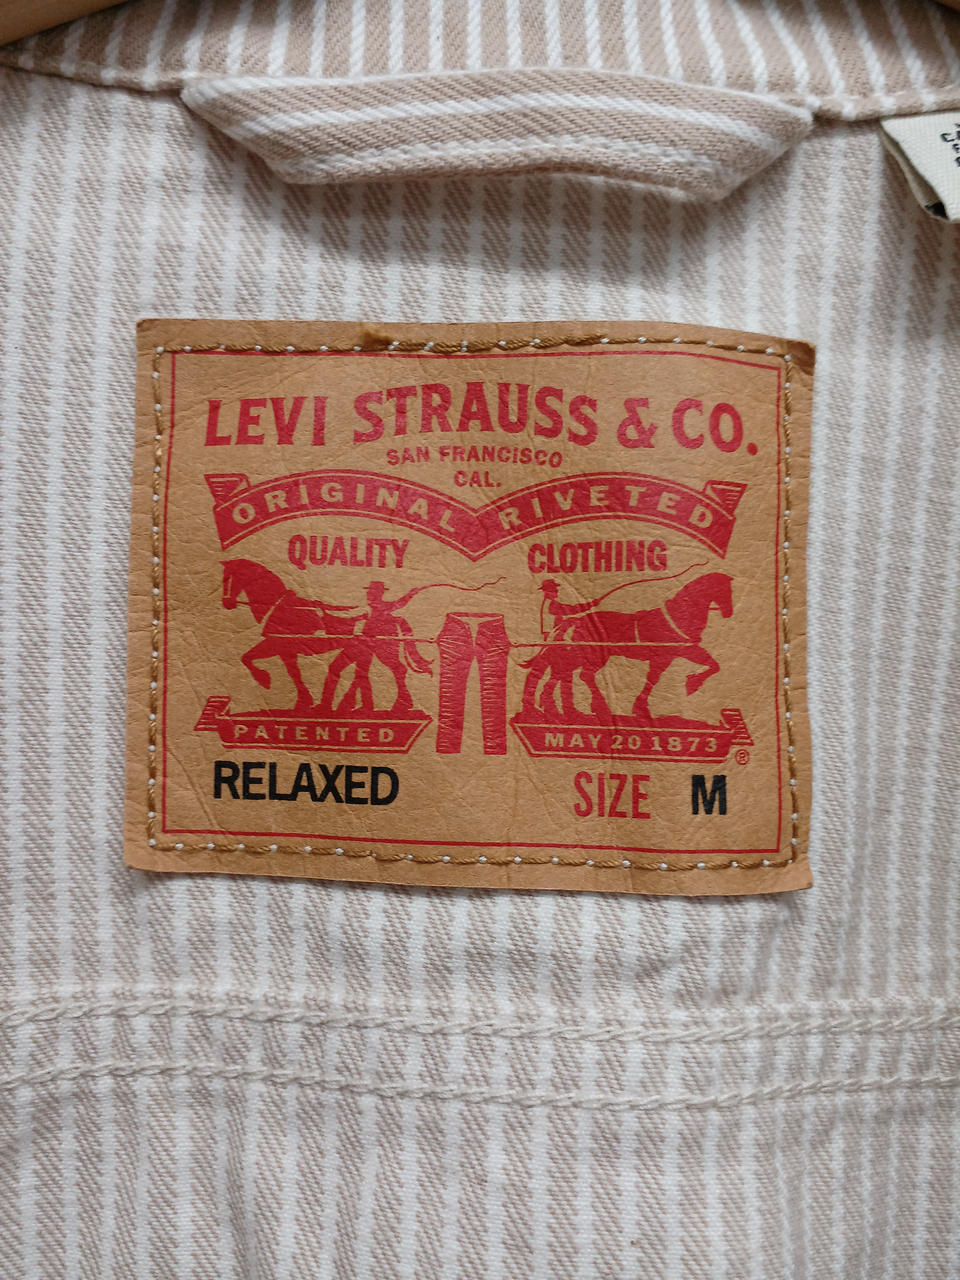 LEVI STRAUSS & CO.
SAN FRANCISCO
CAL.
ORIGINAL RIVETED
QUALITY CLOTHING
PATENTED MAY 20 1873 ®
RELAXED SIZE M